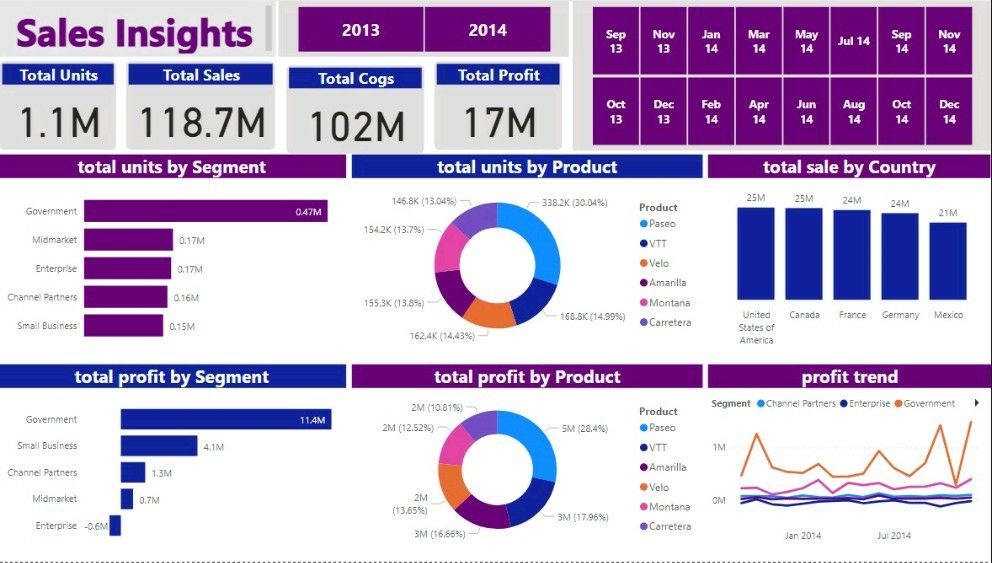 Sales Insights
2013
2014
Sep 13
Nov 13
Jan 14
Mar 14
May 14
Jul 14
Sep 14
Nov 14
Oct 13
Dec 13
Feb 14
Apr 14
Jun 14
Aug 14
Oct 14
Dec 14
Total Units
1.1M
Total Sales
118.7M
Total Cogs
102M
Total Profit
17M
total units by Segment
Government
0.47M
Midmarket
0.17M
Enterprise
0.17M
Channel Partners
0.16M
Small Business
0.15M
total units by Product
146.8K (13.04%)
338.2K (30.04%)
154.2K (13.7%)
155.3K (13.8%)
168.8K (14.99%)
162.4K (14.43%)
Product
Paseo
VTT
Velo
Amarilla
Montana
Carretera
total sale by Country
25M
25M
24M
24M
21M
United
States of
America
Canada
France
Germany
Mexico
total profit by Segment
Government
11.4M
Small Business
4.1M
Channel Partners
1.3M
Midmarket
0.7M
Enterprise
-0.6M
total profit by Product
2M (10.81%)
2M (12.52%)
5M (28.4%)
2M
(13.65%)
3M (17.96%)
3M (16.66%)
Product
Paseo
VTT
Amarilla
Velo
Montana
Carretera
profit trend
Segment
Channel Partners
Enterprise
Government
1M
0M
Jan 2014
Jul 2014